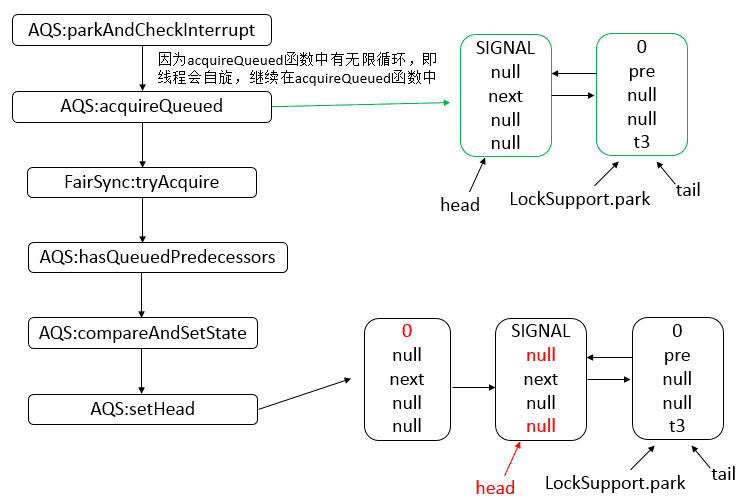 AQS:parkAndCheckInterrupt
因为acquireQueued函数中有无限循环，即
线程会自旋，继续在acquireQueued函数中
AQS:acquireQueued
SIGNAL
null
next
null
null
0
pre
null
null
t3
head
LockSupport.park
tail
FairSync:tryAcquire
AQS:hasQueuedPredecessors
AQS:compareAndSetState
AQS:setHead
0
null
next
null
null
SIGNAL
null
next
null
null
0
pre
null
null
t3
head
LockSupport.park
tail